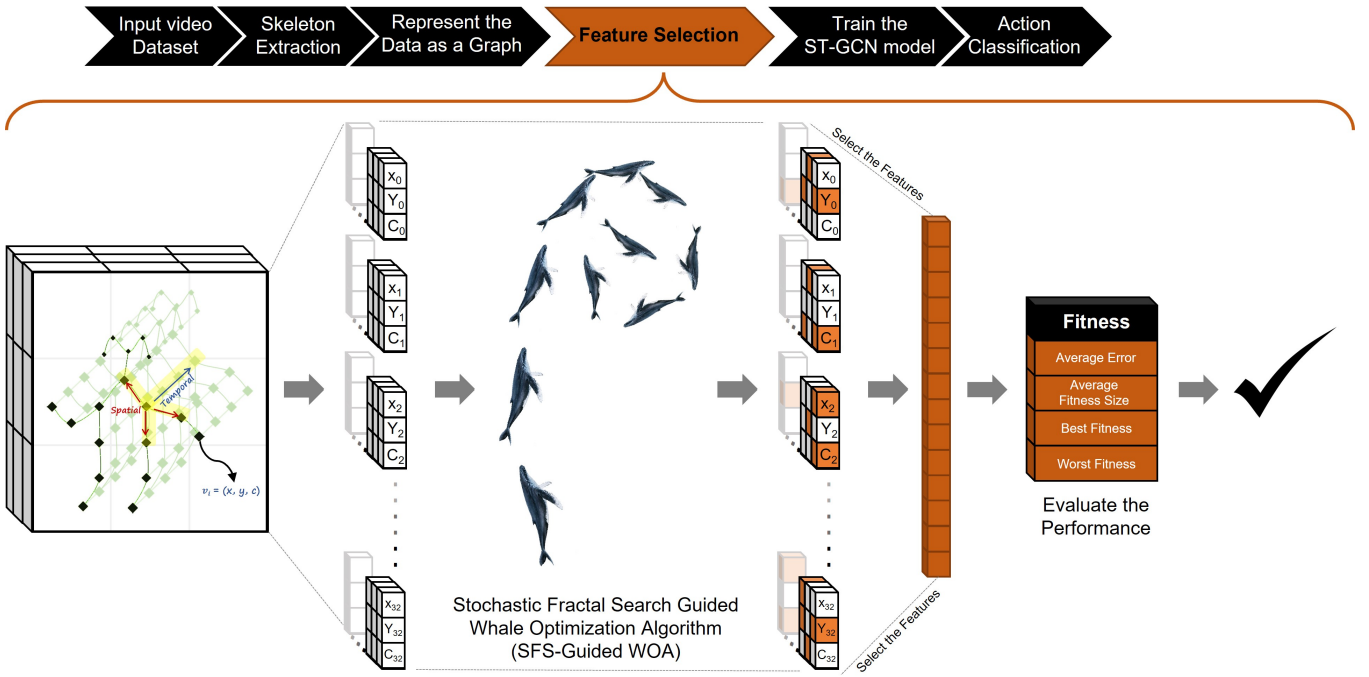 Input video
Dataset
Skeleton
Extraction
Represent the
Data as a Graph
Feature Selection
Train the
ST-GCN model
Action
Classification
Spatial
Temporal
vᵢ = (x, y, c)
x₀
Y₀
C₀
x₁
Y₁
C₁
x₂
Y₂
C₂
x₃₂
Y₃₂
C₃₂
Stochastic Fractal Search Guided
Whale Optimization Algorithm
(SFS-Guided WOA)
x₀
Y₀
C₀
x₁
Y₁
C₁
x₂
Y₂
C₂
x₃₂
Y₃₂
C₃₂
Select the Features
Select the Features
Fitness
Average Error
Average
Fitness Size
Best Fitness
Worst Fitness
Evaluate the
Performance